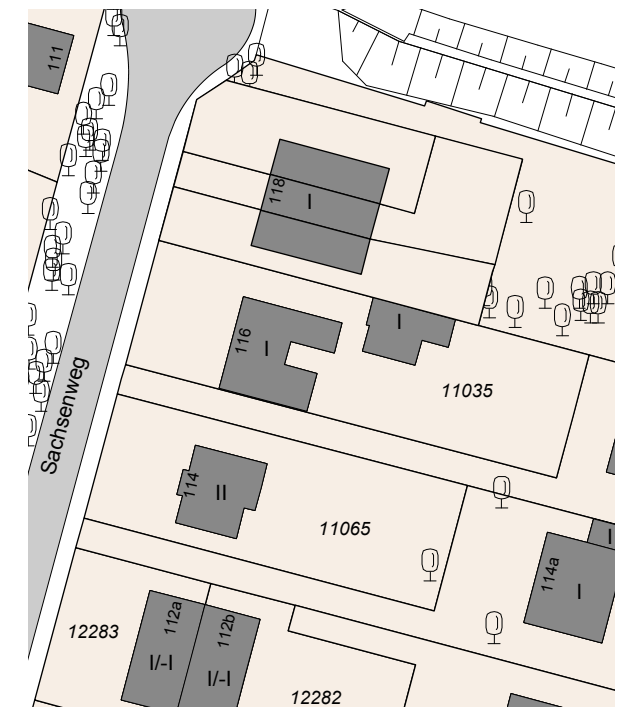 111
118
I
116
I
I
11035
Sachsenweg
114
II
11065
I
114a
I
12283
112a
I/-I
112b
I/-I
12282